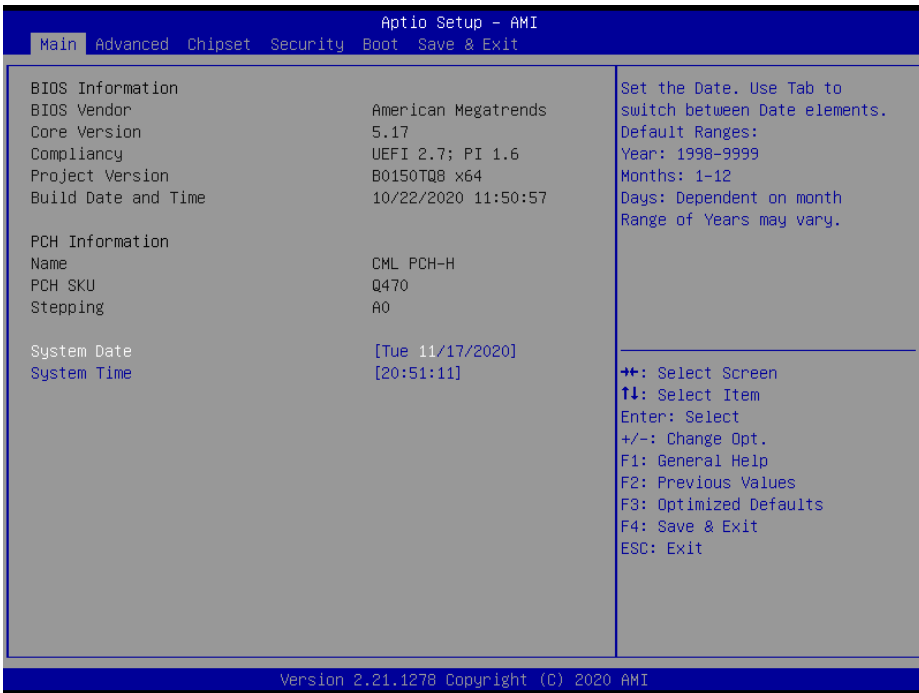 Aptio Setup – AMI
Main Advanced Chipset Security Boot Save & Exit
BIOS Information
BIOS Vendor American Megatrends
Core Version 5.17
Compliancy UEFI 2.7; PI 1.6
Project Version B0150TQ8 x64
Build Date and Time 10/22/2020 11:50:57
PCH Information
Name CML PCH-H
PCH SKU Q470
Stepping A0
System Date [Tue 11/17/2020]
System Time [20:51:11]
Set the Date. Use Tab to
switch between Date elements.
Default Ranges:
Year: 1998-9999
Months: 1-12
Days: Dependent on month
Range of Years may vary.
→←: Select Screen
↑↓: Select Item
Enter: Select
+/-: Change Opt.
F1: General Help
F2: Previous Values
F3: Optimized Defaults
F4: Save & Exit
ESC: Exit
Version 2.21.1278 Copyright (C) 2020 AMI